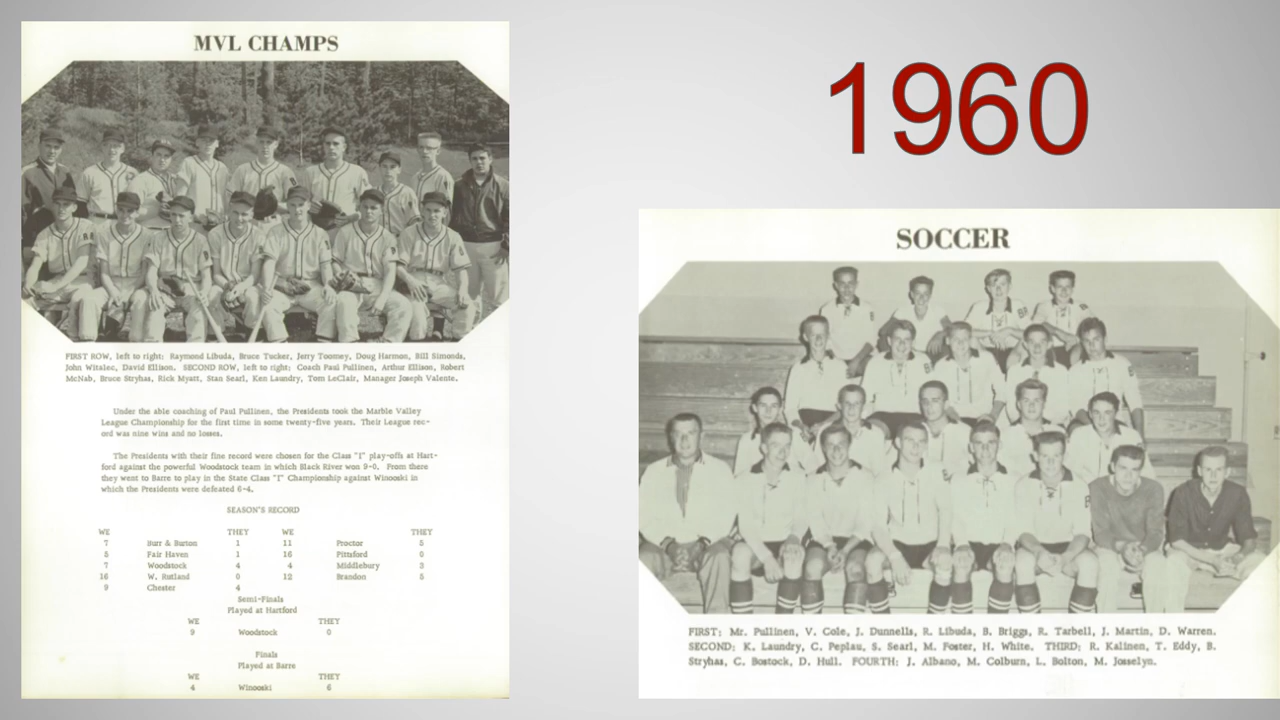 MVL CHAMPS
FIRST ROW, left to right: Raymond Libuda, Bruce Tucker, Jerry Toomey, Doug Harmon, Bill Simonds,
John Witalec, David Ellison. SECOND ROW, left to right: Coach Paul Pullinen, Arthur Ellison, Robert
McNab, Bruce Stryhas, Rick Myatt, Stan Searl, Ken Laundry, Tom LeClair, Manager Joseph Valente.
Under the able coaching of Paul Pullinen, the Presidents took the Marble Valley
League Championship for the first time in some twenty-five years. Their League rec-
ord was nine wins and no losses.
The Presidents with their fine record were chosen for the Class "I" play-offs at Hart-
ford against the powerful Woodstock team in which Black River won 9-0. From there
they went to Barre to play in the State Class "I" Championship against Winooski in
which the Presidents were defeated 6-4.
SEASON'S RECORD
WE THEY WE THEY
7 Burr & Burton 1 11 Proctor 5
5 Fair Haven 1 16 Pittsford 0
7 Woodstock 4 4 Middlebury 3
16 W. Rutland 0 12 Brandon 5
9 Chester 4
Semi-Finals
Played at Hartford
WE THEY
9 Woodstock 0
Finals
Played at Barre
WE THEY
4 Winooski 6
1960
SOCCER
FIRST: Mr. Pullinen, V. Cole, J. Dunnells, R. Libuda, B. Briggs, R. Tarbell, J. Martin, D. Warren.
SECOND: K. Laundry, C. Peplau, S. Searl, M. Foster, H. White. THIRD: R. Kalinen, T. Eddy, B.
Stryhas, C. Bostock, D. Hull. FOURTH: J. Albano, M. Colburn, L. Bolton, M. Josselyn.